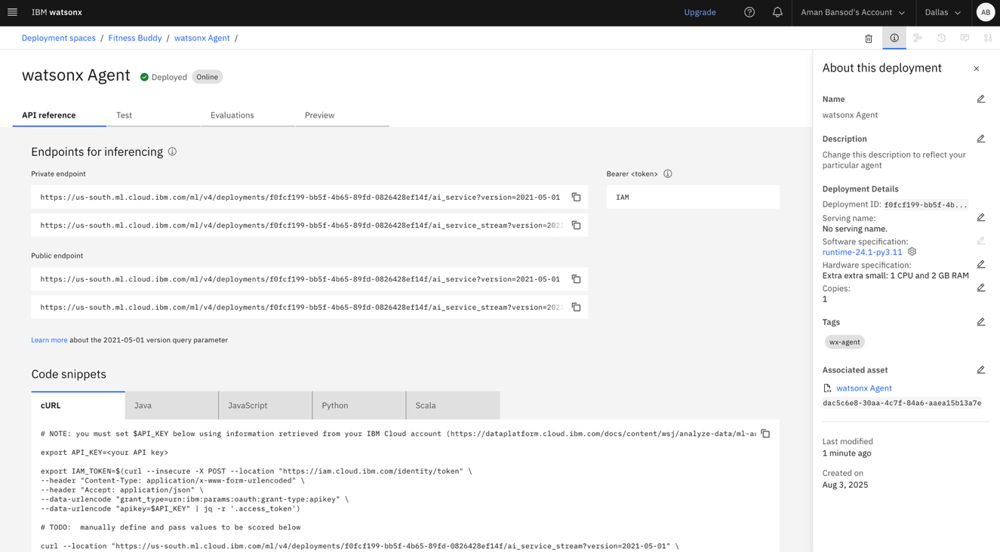 IBM watsonx
Upgrade
Aman Bansod's Account
Dallas
AB
Deployment spaces / Fitness Buddy / watsonx Agent /
watsonx Agent
Deployed
Online
API reference
Test
Evaluations
Preview
Endpoints for inferencing
Private endpoint
https://us-south.ml.cloud.ibm.com/ml/v4/deployments/f0fcf199-bb5f-4b65-89fd-0826428ef14f/ai_service?version=2021-05-01
https://us-south.ml.cloud.ibm.com/ml/v4/deployments/f0fcf199-bb5f-4b65-89fd-0826428ef14f/ai_service_stream?version=202
Bearer <token>
IAM
Public endpoint
https://us-south.ml.cloud.ibm.com/ml/v4/deployments/f0fcf199-bb5f-4b65-89fd-0826428ef14f/ai_service?version=2021-05-01
https://us-south.ml.cloud.ibm.com/ml/v4/deployments/f0fcf199-bb5f-4b65-89fd-0826428ef14f/ai_service_stream?version=202
Learn more about the 2021-05-01 version query parameter
Code snippets
cURL
Java
JavaScript
Python
Scala
# NOTE: you must set $API_KEY below using information retrieved from your IBM Cloud account (https://dataplatform.cloud.ibm.com/docs/content/wsj/analyze-data/ml-au
export API_KEY=<your API key>
export IAM_TOKEN=$(curl --insecure -X POST --location "https://iam.cloud.ibm.com/identity/token" \
--header "Content-Type: application/x-www-form-urlencoded" \
--header "Accept: application/json" \
--data-urlencode "grant_type=urn:ibm:params:oauth:grant-type:apikey" \
--data-urlencode "apikey=$API_KEY" | jq -r '.access_token')
# TODO:  manually define and pass values to be scored below
curl --location "https://us-south.ml.cloud.ibm.com/ml/v4/deployments/f0fcf199-bb5f-4b65-89fd-0826428ef14f/ai_service_stream?version=2021-05-01" \
About this deployment
Name
watsonx Agent
Description
Change this description to reflect your
particular agent
Deployment Details
Deployment ID: f0fcf199-bb5f-4b...
Serving name:
No serving name.
Software specification:
runtime-24.1-py3.11
Hardware specification:
Extra extra small: 1 CPU and 2 GB RAM
Copies:
1
Tags
wx-agent
Associated asset
watsonx Agent
dac5c6e8-30aa-4c7f-84a6-aaea15b13a7e
Last modified
1 minute ago
Created on
Aug 3, 2025